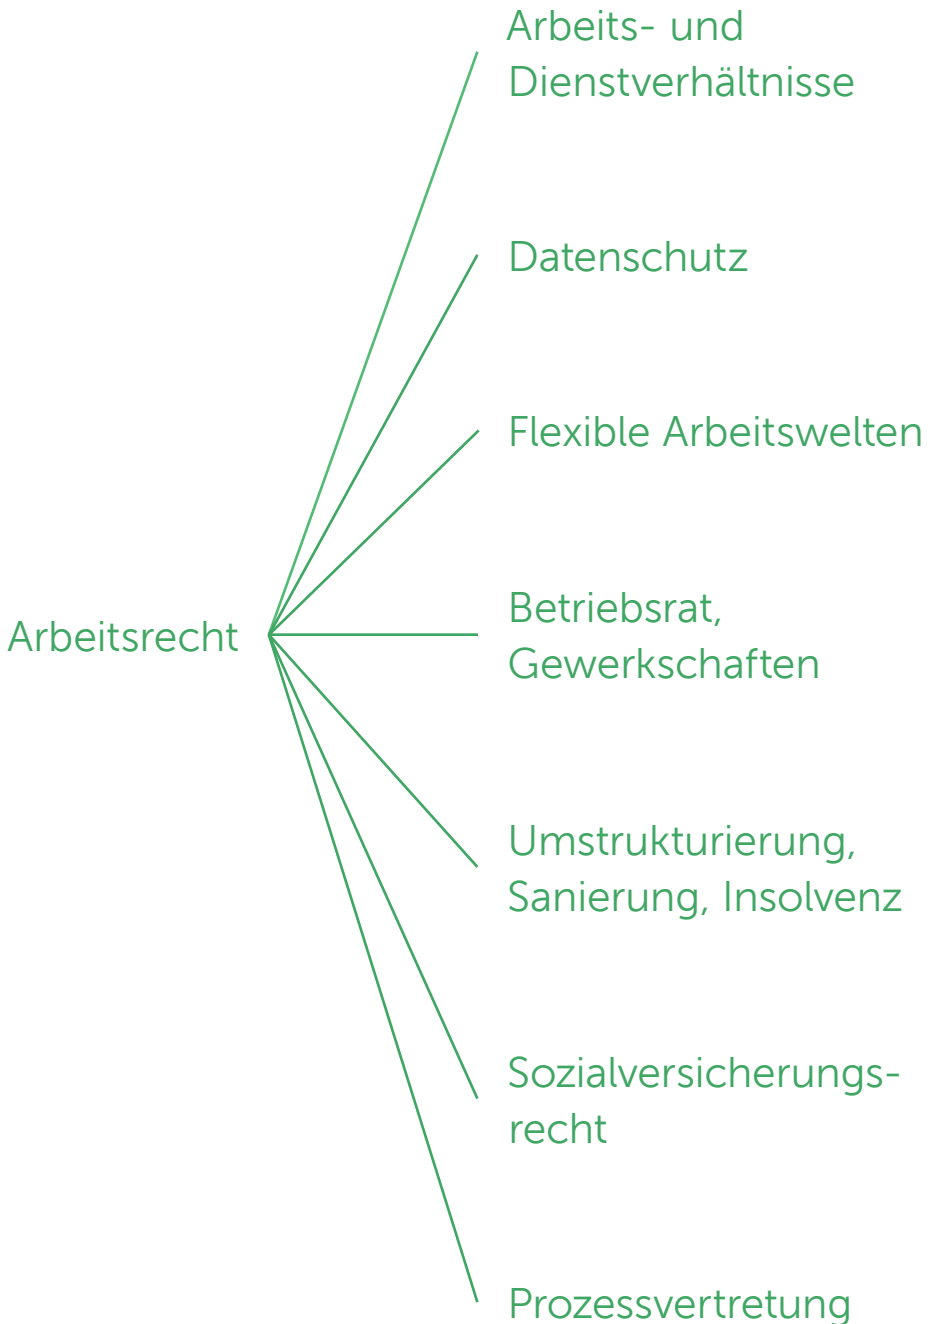 Arbeitsrecht
Arbeits- und
Dienstverhältnisse
Datenschutz
Flexible Arbeitswelten
Betriebsrat,
Gewerkschaften
Umstrukturierung,
Sanierung, Insolvenz
Sozialversicherungs-
recht
Prozessvertretung